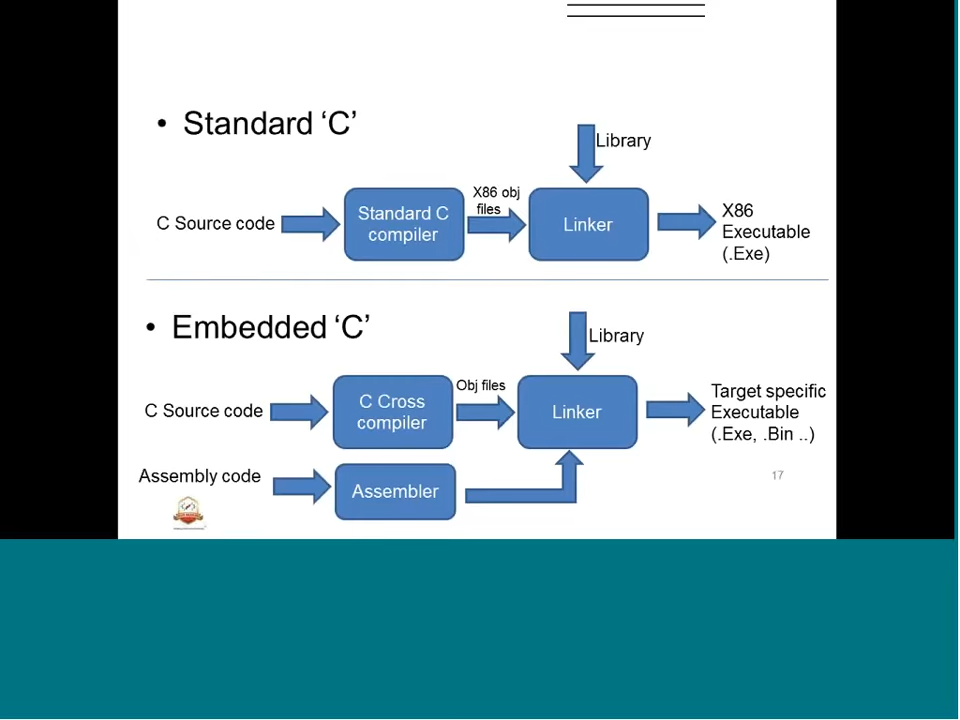 • Standard ‘C’
Library
X86 obj
files
C Source code
Standard C
compiler
Linker
X86
Executable
(.Exe)
• Embedded ‘C’
Library
Obj files
C Source code
C Cross
compiler
Linker
Target specific
Executable
(.Exe, .Bin ..)
Assembly code
Assembler
17